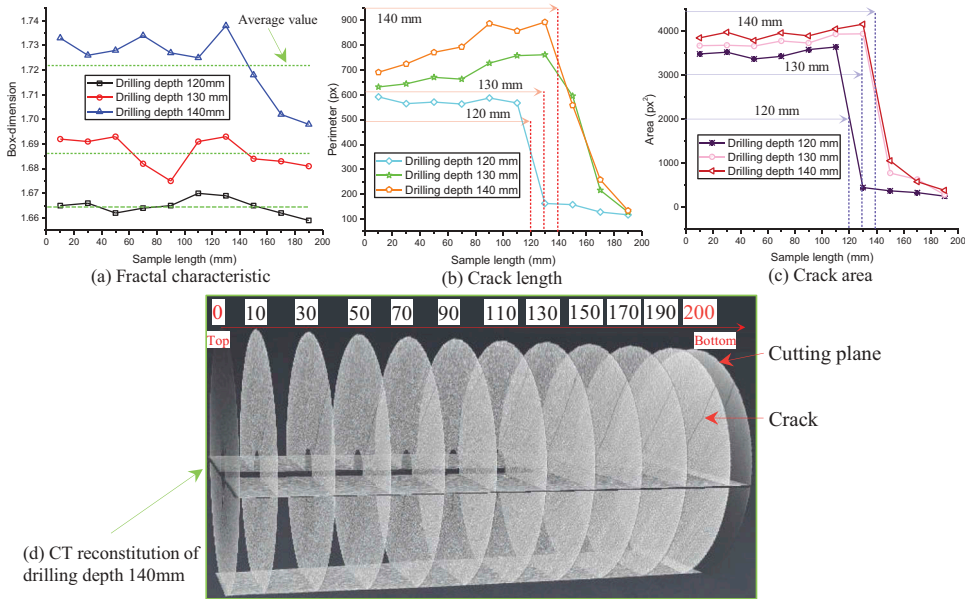 Average value
1.73
1.72
1.71
1.70
1.69
1.68
1.67
1.66
Box-dimension
Drilling depth 120mm
Drilling depth 130 mm
Drilling depth 140mm
0 20 40 60 80 100 120 140 160 180 200
Sample length (mm)
(a) Fractal characteristic
900
800
700
600
500
400
300
200
100
Perimeter (px)
140 mm
130 mm
120 mm
Drilling depth 120 mm
Drilling depth 130 mm
Drilling depth 140 mm
0 20 40 60 80 100 120 140 160 180 200
Sample length (mm)
(b) Crack length
4000
3000
2000
1000
0
Area (px²)
140 mm
130 mm
120 mm
Drilling depth 120 mm
Drilling depth 130 mm
Drilling depth 140 mm
0 20 40 60 80 100 120 140 160 180 200
Sample length (mm)
(c) Crack area
0 10 30 50 70 90 110 130 150 170 190 200
Top
Bottom
Cutting plane
Crack
(d) CT reconstitution of
drilling depth 140mm